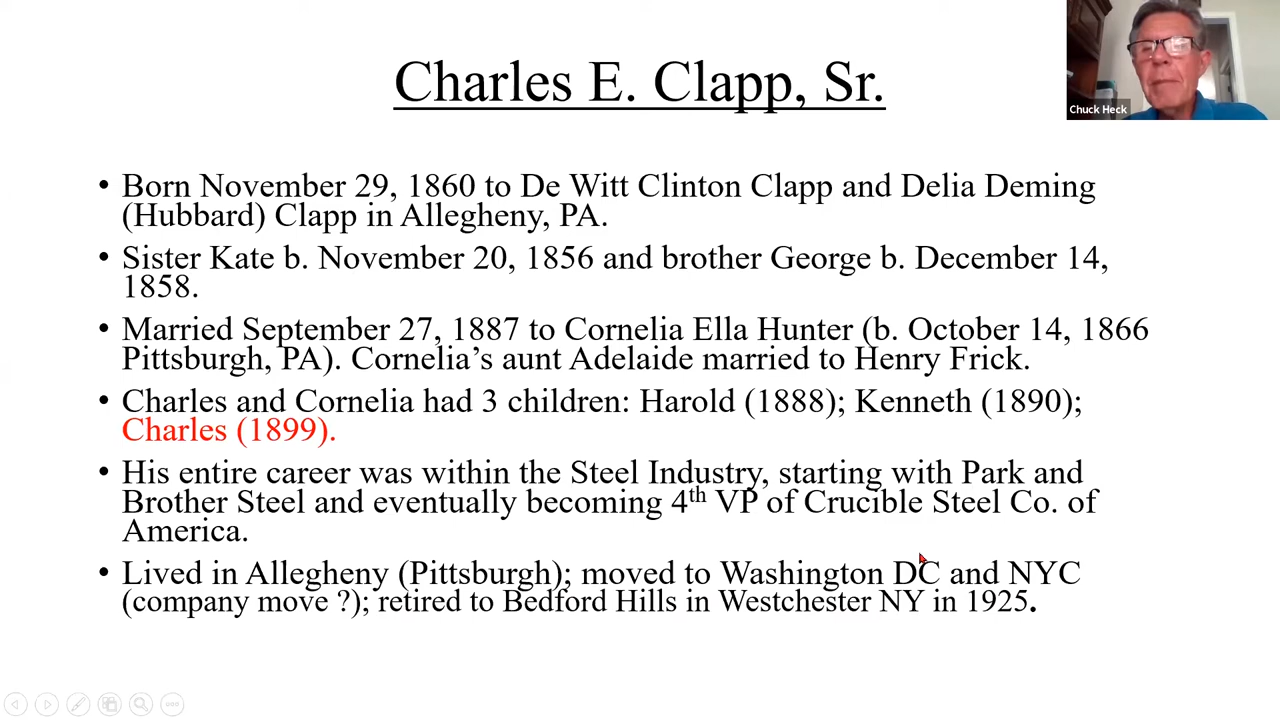 Charles E. Clapp, Sr.
Chuck Heck
• Born November 29, 1860 to De Witt Clinton Clapp and Delia Deming
(Hubbard) Clapp in Allegheny, PA.
• Sister Kate b. November 20, 1856 and brother George b. December 14,
1858.
• Married September 27, 1887 to Cornelia Ella Hunter (b. October 14, 1866
Pittsburgh, PA). Cornelia’s aunt Adelaide married to Henry Frick.
• Charles and Cornelia had 3 children: Harold (1888); Kenneth (1890);
Charles (1899).
• His entire career was within the Steel Industry, starting with Park and
Brother Steel and eventually becoming 4th VP of Crucible Steel Co. of
America.
• Lived in Allegheny (Pittsburgh); moved to Washington DC and NYC
(company move ?); retired to Bedford Hills in Westchester NY in 1925.